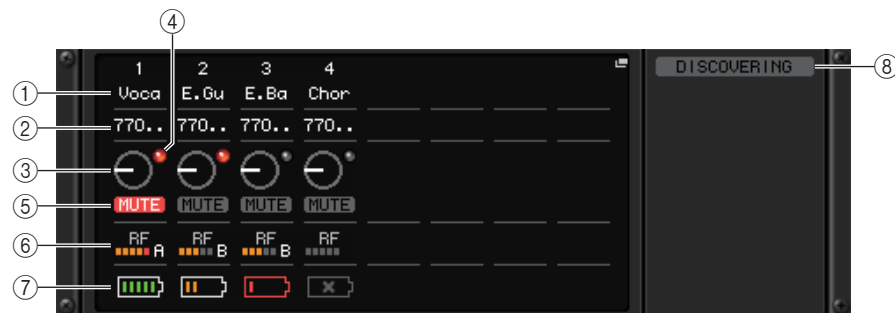 ④
1 2 3 4
DISCOVERING ⑧
① Voca E.Gu E.Ba Chor
② 770.. 770.. 770.. 770..
③
⑤ MUTE MUTE MUTE MUTE
⑥ RF A RF B RF B RF
⑦